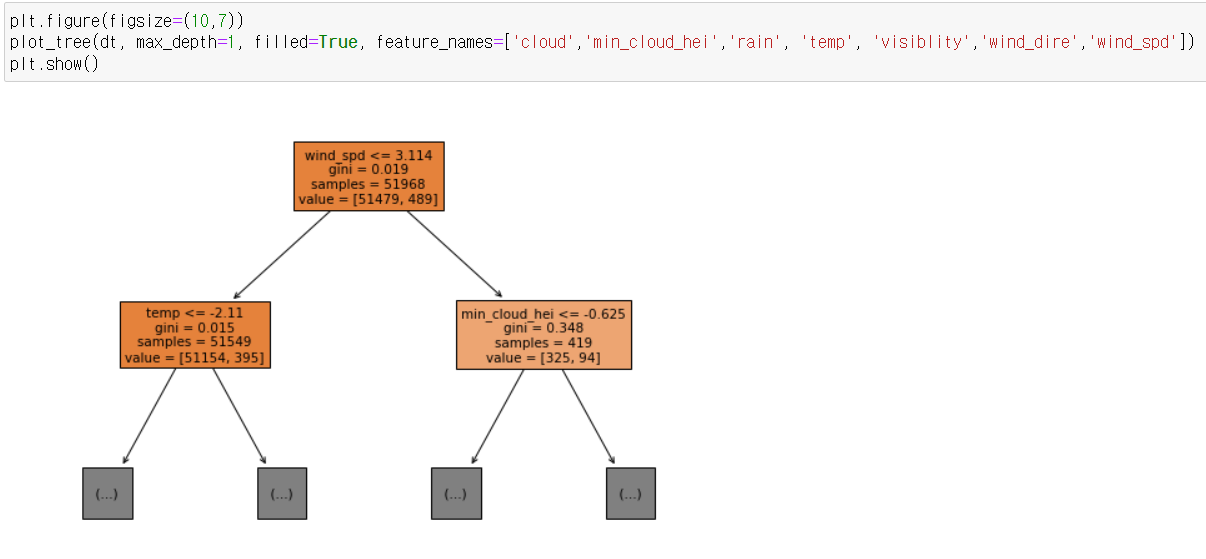 plt.figure(figsize=(10,7))
plot_tree(dt, max_depth=1, filled=True, feature_names=['cloud','min_cloud_hei','rain', 'temp', 'visiblity','wind_dire','wind_spd'])
plt.show()
wind_spd <= 3.114
gini = 0.019
samples = 51968
value = [51479, 489]
temp <= -2.11
gini = 0.015
samples = 51549
value = [51154, 395]
min_cloud_hei <= -0.625
gini = 0.348
samples = 419
value = [325, 94]
(...)
(...)
(...)
(...)